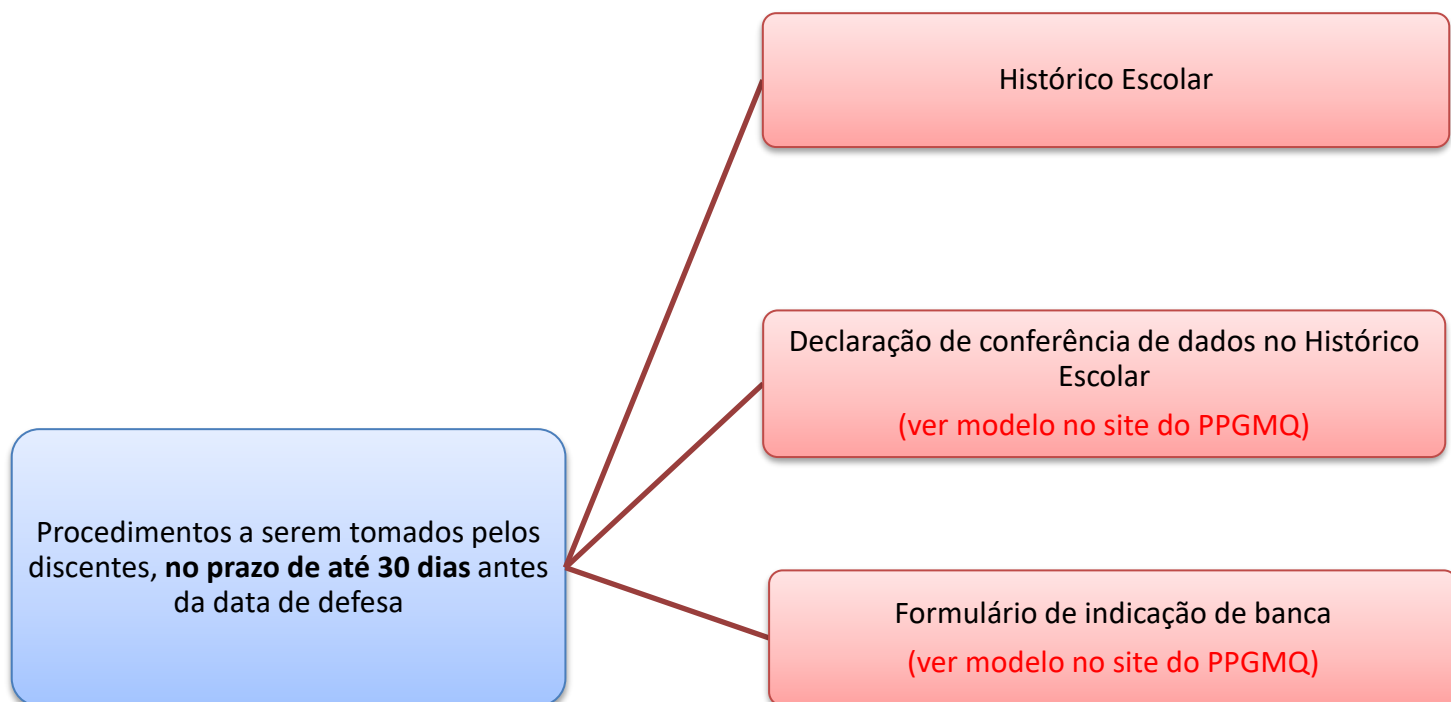 Histórico Escolar
Declaração de conferência de dados no Histórico
Escolar
(ver modelo no site do PPGMQ)
Procedimentos a serem tomados pelos
discentes, no prazo de até 30 dias antes
da data de defesa
Formulário de indicação de banca
(ver modelo no site do PPGMQ)